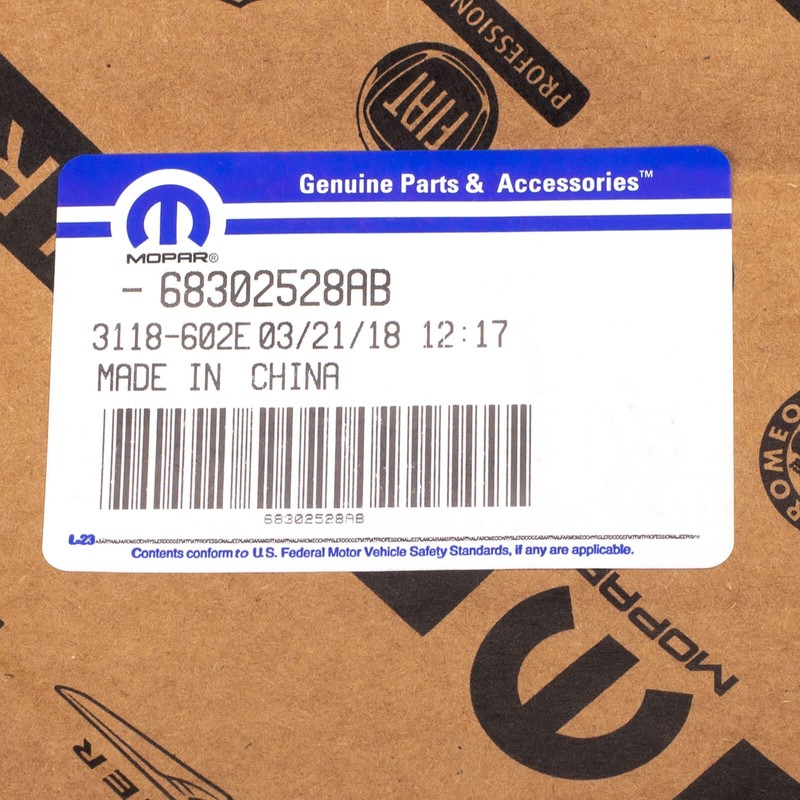 PROFESSION
FIAT
Genuine Parts & Accessories™
MOPAR®
- 68302528AB
3118-602E 03/21/18 12:17
MADE IN CHINA
68302528AB
L-23
Contents conform to U.S. Federal Motor Vehicle Safety Standards, if any are applicable.
ROMEO
MOPAR